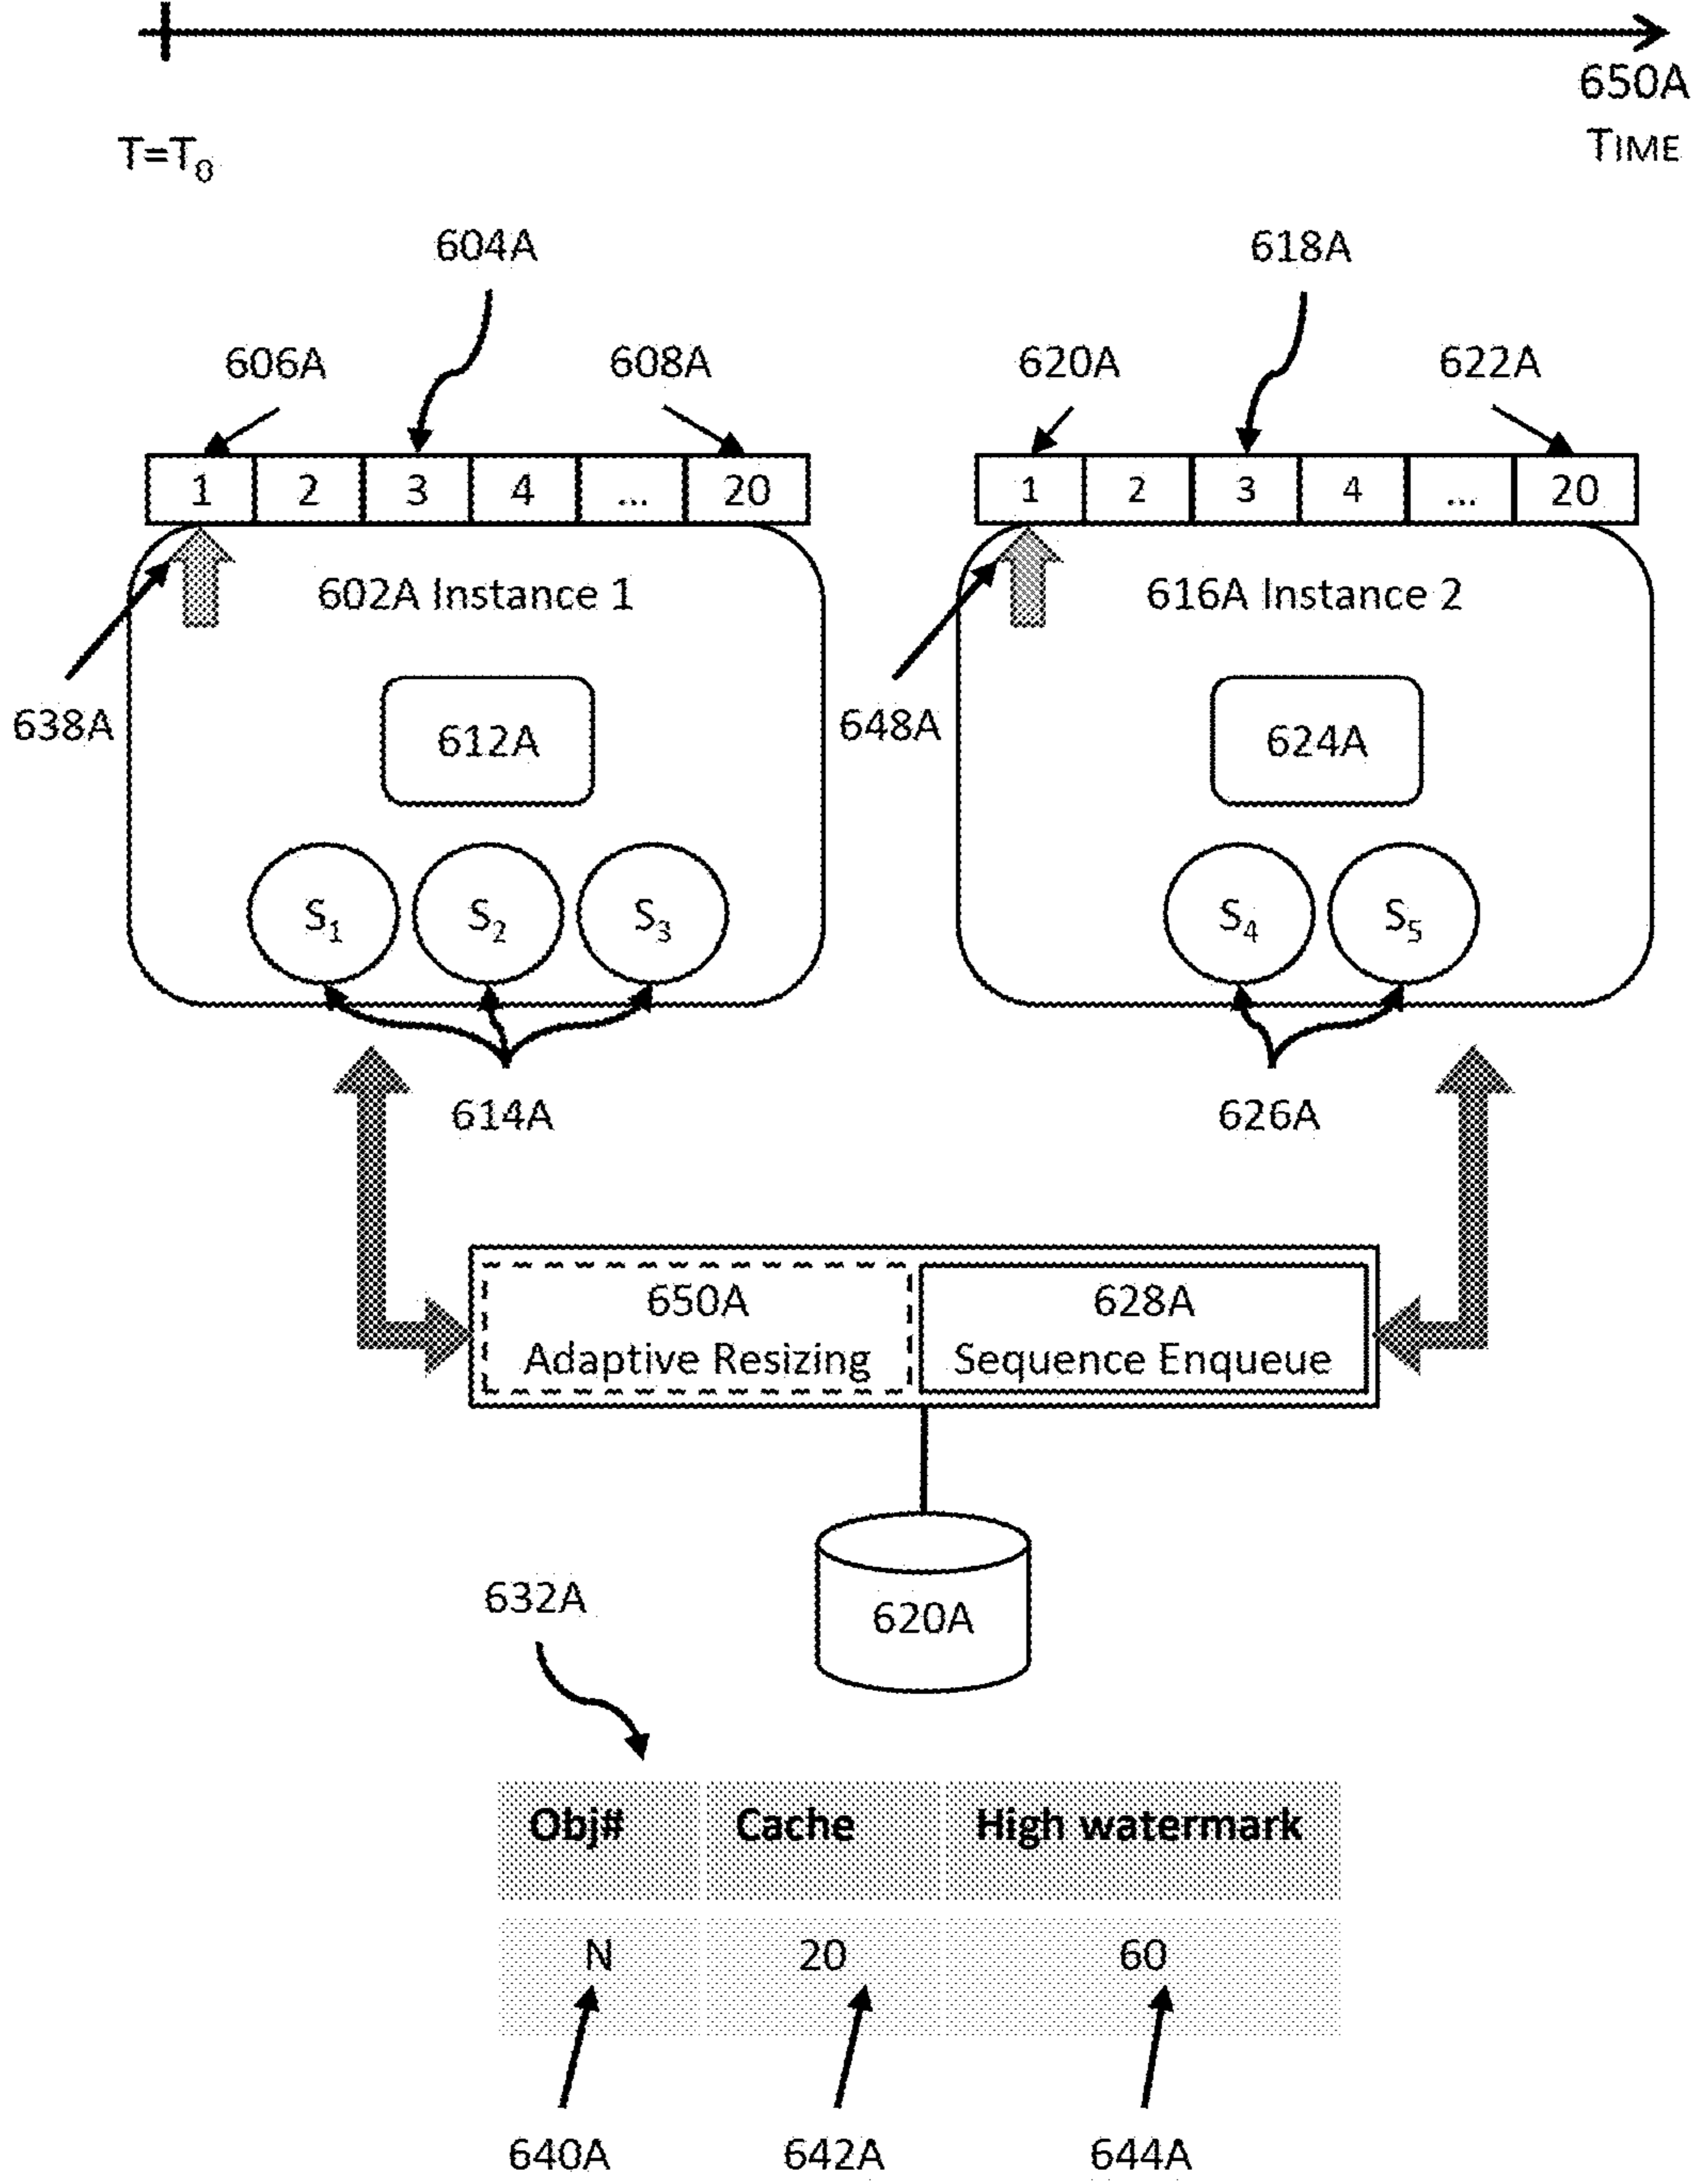 650A
TIME
T=T₀
604A
618A
606A
608A
620A
622A
1 2 3 4 ... 20
1 2 3 4 ... 20
602A Instance 1
616A Instance 2
638A
648A
612A
624A
S₁ S₂ S₃
S₄ S₅
614A
626A
650A
Adaptive Resizing
628A
Sequence Enqueue
632A
620A
Obj# Cache High watermark
N 20 60
640A 642A 644A